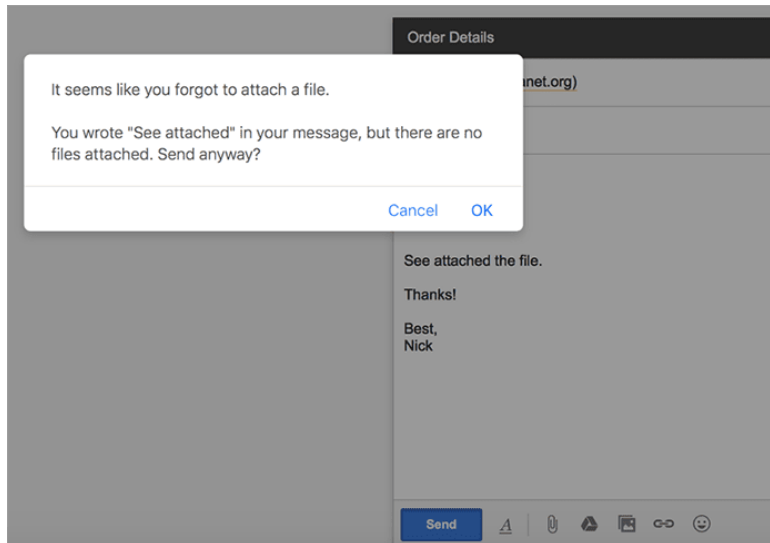 Order Details
It seems like you forgot to attach a file.
net.org)
You wrote "See attached" in your message, but there are no
files attached. Send anyway?
Cancel OK
See attached the file.
Thanks!
Best,
Nick
Send A